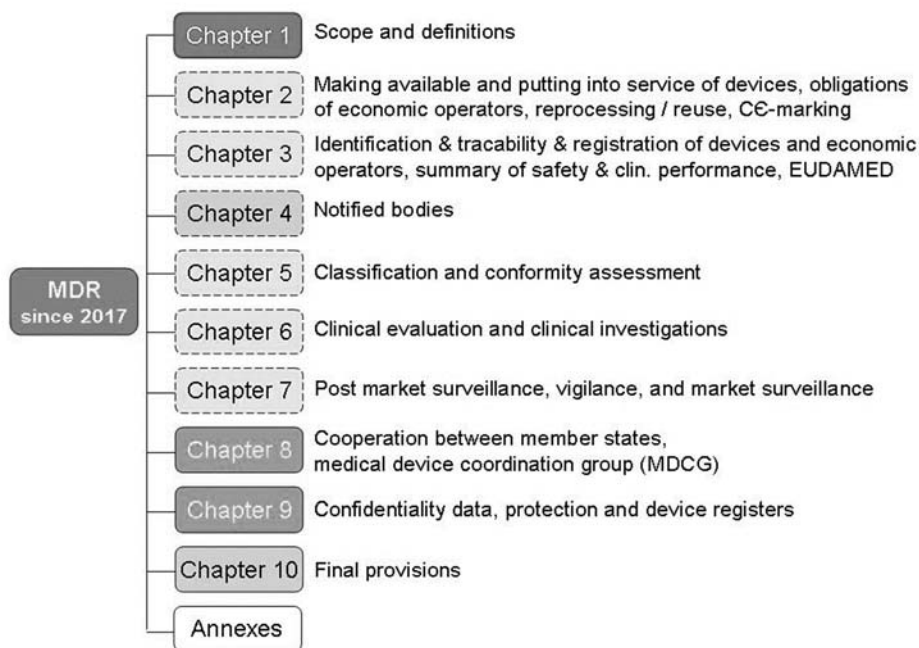 Chapter 1
Scope and definitions
Chapter 2
Making available and putting into service of devices, obligations
of economic operators, reprocessing / reuse, CЄ-marking
Chapter 3
Identification & tracability & registration of devices and economic
operators, summary of safety & clin. performance, EUDAMED
Chapter 4
Notified bodies
MDR
since 2017
Chapter 5
Classification and conformity assessment
Chapter 6
Clinical evaluation and clinical investigations
Chapter 7
Post market surveillance, vigilance, and market surveillance
Chapter 8
Cooperation between member states,
medical device coordination group (MDCG)
Chapter 9
Confidentiality data, protection and device registers
Chapter 10
Final provisions
Annexes